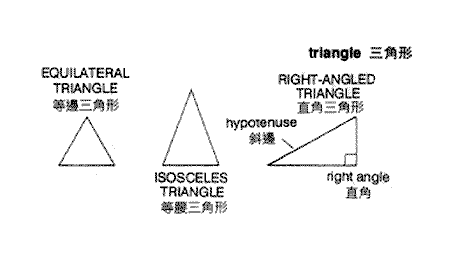 triangle 三角形
EQUILATERAL
TRIANGLE
等邊三角形
ISOSCELES
TRIANGLE
等腰三角形
RIGHT-ANGLED
TRIANGLE
直角三角形
hypotenuse
斜邊
right angle
直角